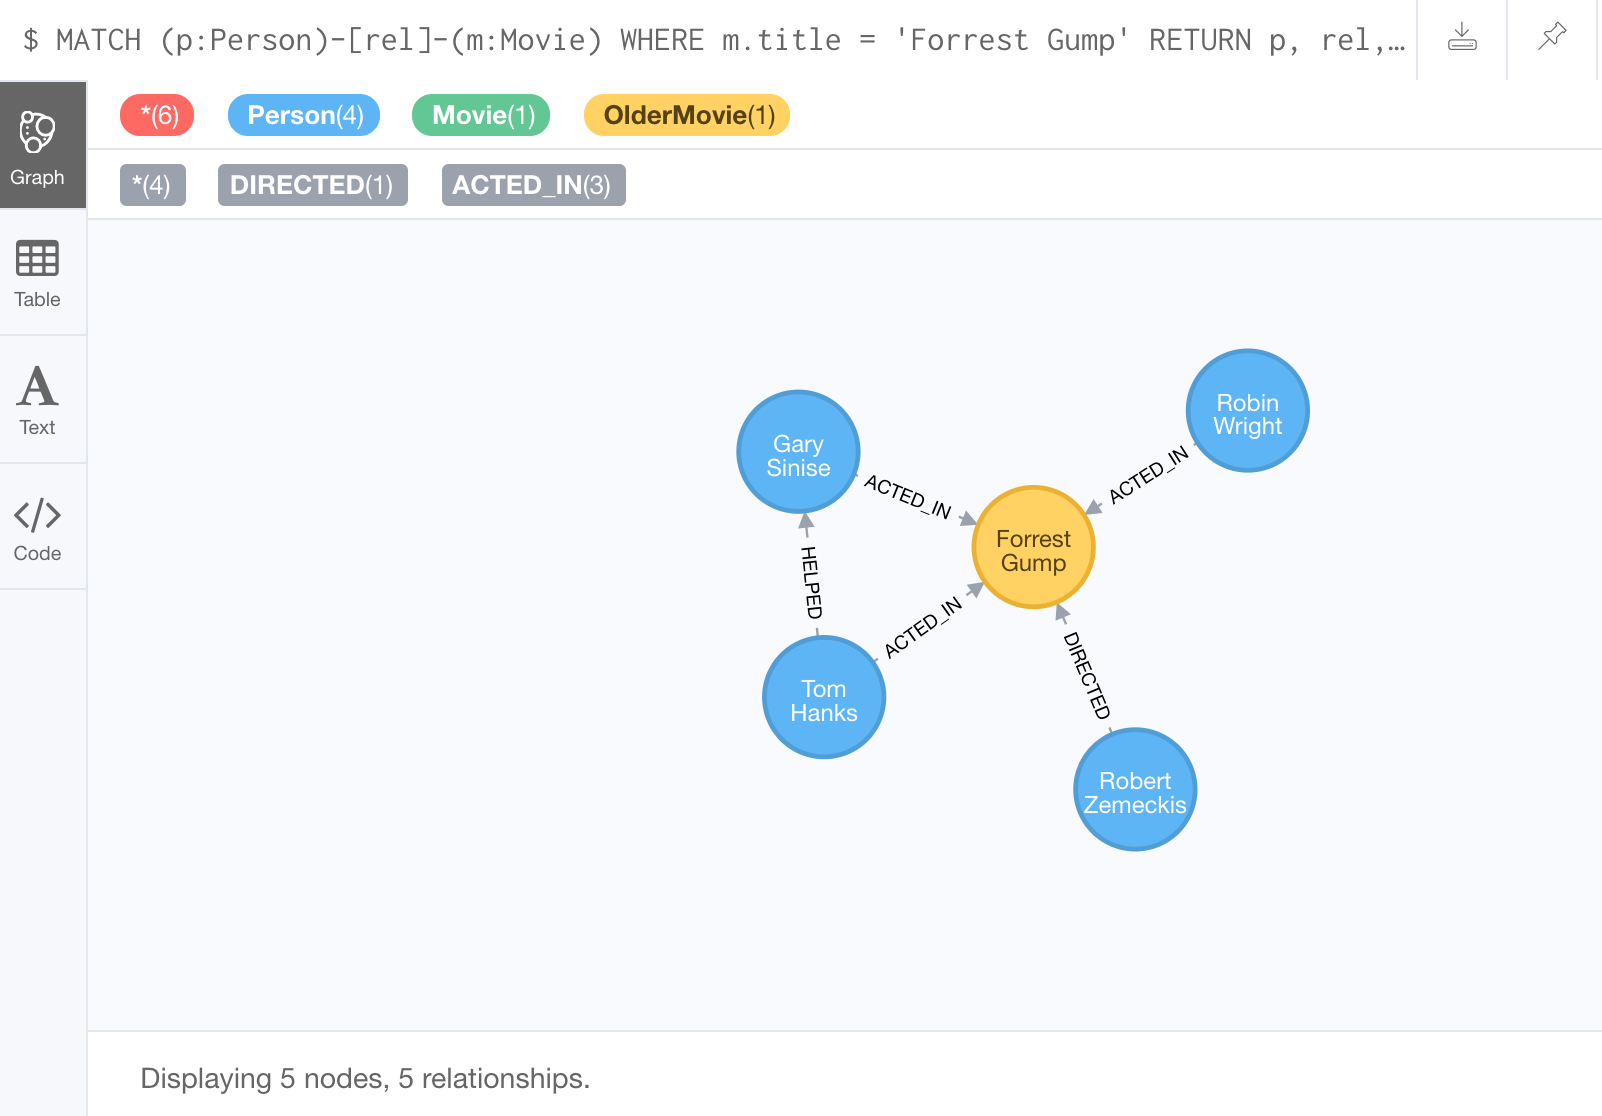 $ MATCH (p:Person)-[rel]-(m:Movie) WHERE m.title = 'Forrest Gump' RETURN p, rel,…
*(6) Person(4) Movie(1) OlderMovie(1)
*(4) DIRECTED(1) ACTED_IN(3)
Graph
Table
Text
Code
Robin
Wright
Gary
Sinise
ACTED_IN
ACTED_IN
Forrest
Gump
HELPED
ACTED_IN
DIRECTED
Tom
Hanks
Robert
Zemeckis
Displaying 5 nodes, 5 relationships.